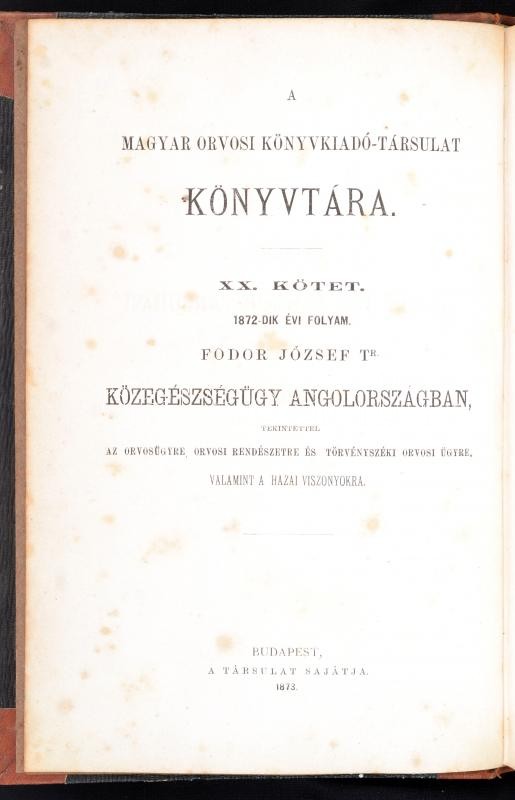 A
MAGYAR ORVOSI KÖNYVKIADÓ-TÁRSULAT
KÖNYVTÁRA.
XX. KÖTET.
1872-DIK ÉVI FOLYAM.
FODOR JÓZSEF TR.
KÖZEGÉSZSÉGÜGY ANGOLORSZÁGBAN,
TEKINTETTEL
AZ ORVOSÜGYRE, ORVOSI RENDÉSZETRE ÉS TÖRVÉNYSZÉKI ORVOSI ÜGYRE,
VALAMINT A HAZAI VISZONYOKRA.
BUDAPEST,
A TÁRSULAT SAJÁTJA.
1873.